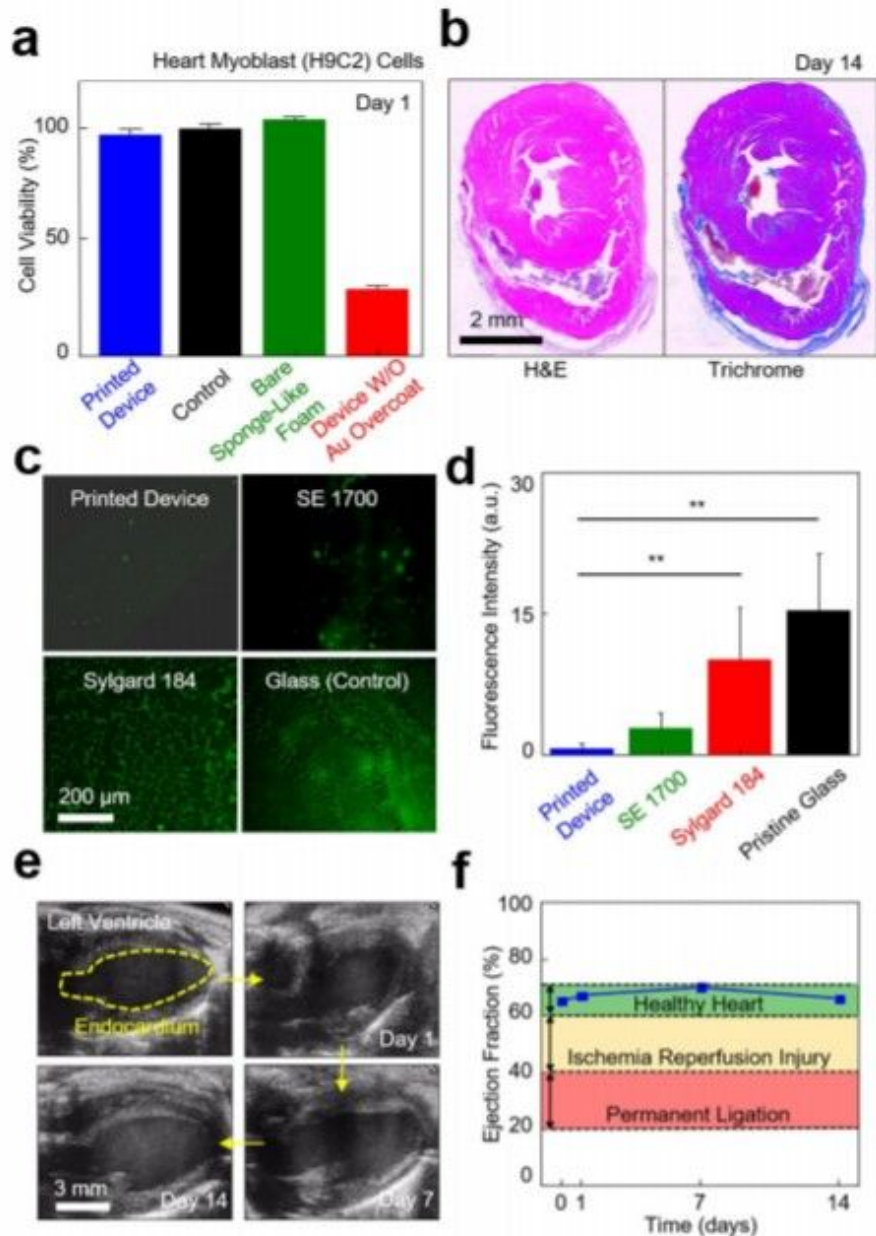 a
Heart Myoblast (H9C2) Cells
Day 1
Cell Viability (%)
100
50
0
Printed
Device
Control
Bare
Sponge-Like
Foam
Device W/O
Au Overcoat
b
Day 14
2 mm
H&E
Trichrome
c
Printed Device
SE 1700
Sylgard 184
Glass (Control)
200 µm
d
Fluorescence Intensity (a.u.)
30
15
0
**
**
Printed
Device
SE 1700
Sylgard 184
Pristine Glass
e
Left Ventricle
Endocardium
Day 1
Day 14
3 mm
Day 7
f
Ejection Fraction (%)
100
80
60
40
20
0
Healthy Heart
Ischemia Reperfusion Injury
Permanent Ligation
0 1 7 14
Time (days)